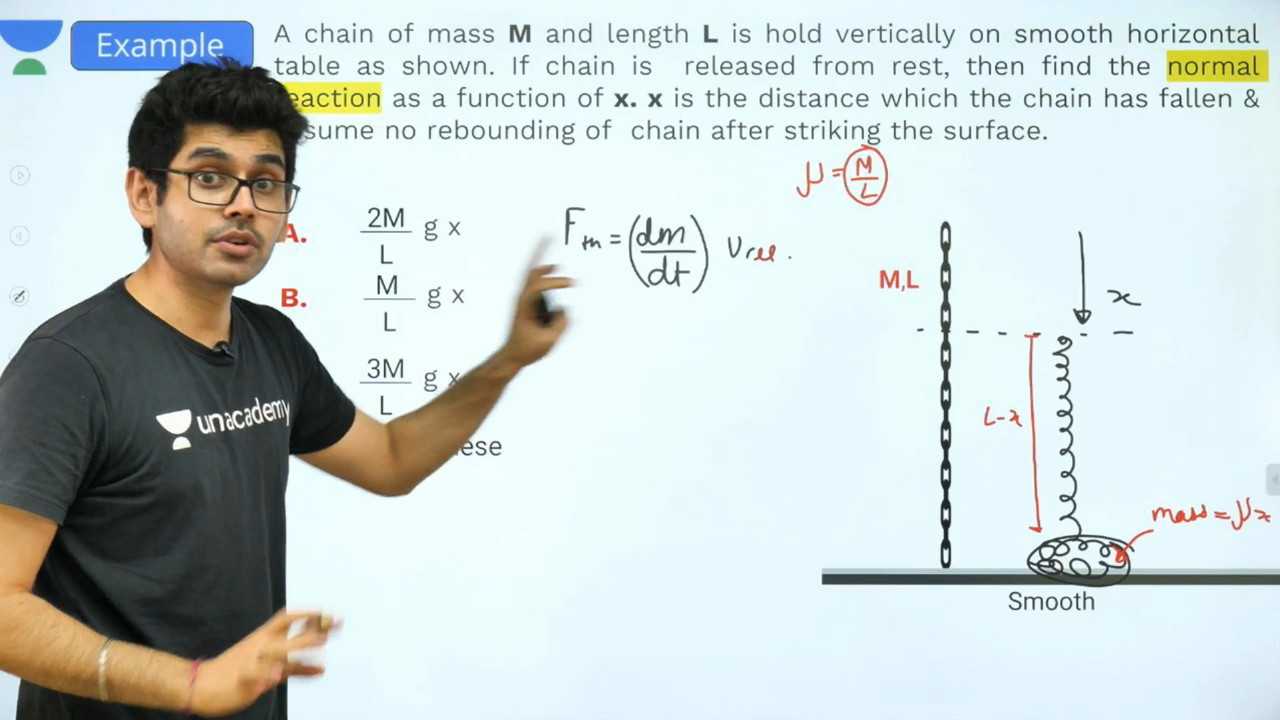 Example
A chain of mass M and length L is hold vertically on smooth horizontal
table as shown. If chain is released from rest, then find the normal
eaction as a function of x. x is the distance which the chain has fallen &
sume no rebounding of chain after striking the surface.
μ = M/L
A. 2M/L g x
F_th = (dm/dt) v rel.
B. M/L g x
M,L
x
3M/L g x
L-x
ese
unacademy
mass = μx
Smooth